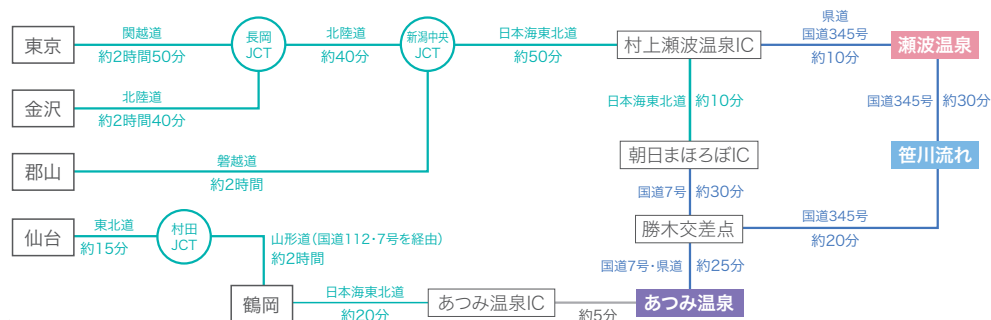 東京
関越道
約2時間50分
長岡
JCT
北陸道
約40分
新潟中央
JCT
日本海東北道
約50分
村上瀬波温泉IC
県道
国道345号
約10分
瀬波温泉
金沢
北陸道
約2時間40分
日本海東北道 約10分
国道345号 約30分
郡山
磐越道
約2時間
朝日まほろばIC
笹川流れ
国道7号 約30分
仙台
東北道
約15分
村田
JCT
山形道(国道112・7号を経由)
約2時間
勝木交差点
国道345号
約20分
国道7号・県道 約25分
鶴岡
日本海東北道
約20分
あつみ温泉IC
約5分
あつみ温泉